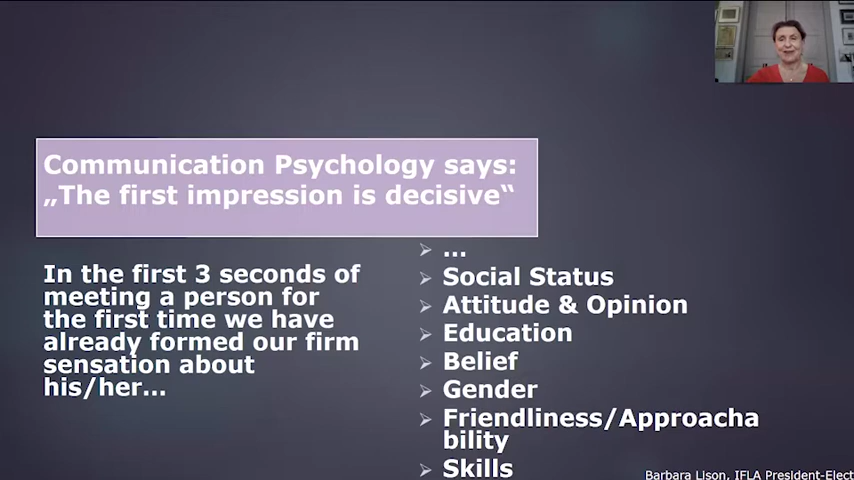 Communication Psychology says:
„The first impression is decisive“
In the first 3 seconds of
meeting a person for
the first time we have
already formed our firm
sensation about
his/her...
...
Social Status
Attitude & Opinion
Education
Belief
Gender
Friendliness/Approacha
bility
Skills
Barbara Lison, IFLA President-Elect